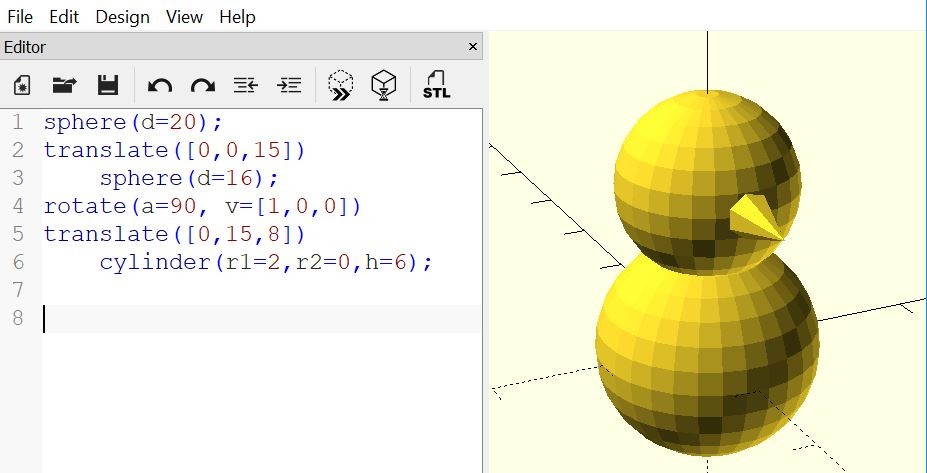 File Edit Design View Help
Editor ×
STL
1 sphere(d=20);
2 translate([0,0,15])
3     sphere(d=16);
4 rotate(a=90, v=[1,0,0])
5 translate([0,15,8])
6     cylinder(r1=2,r2=0,h=6);
7
8